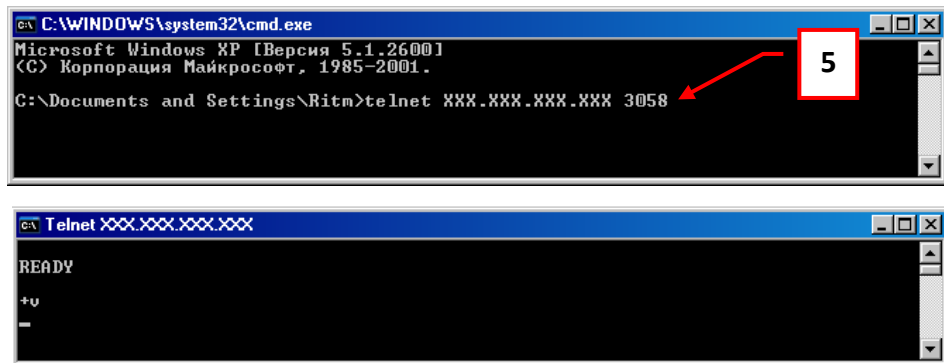 C:\WINDOWS\system32\cmd.exe
Microsoft Windows XP [Версия 5.1.2600]
(С) Корпорация Майкрософт, 1985-2001.
5
C:\Documents and Settings\Ritm>telnet XXX.XXX.XXX.XXX 3058
Telnet XXX.XXX.XXX.XXX
READY
+v